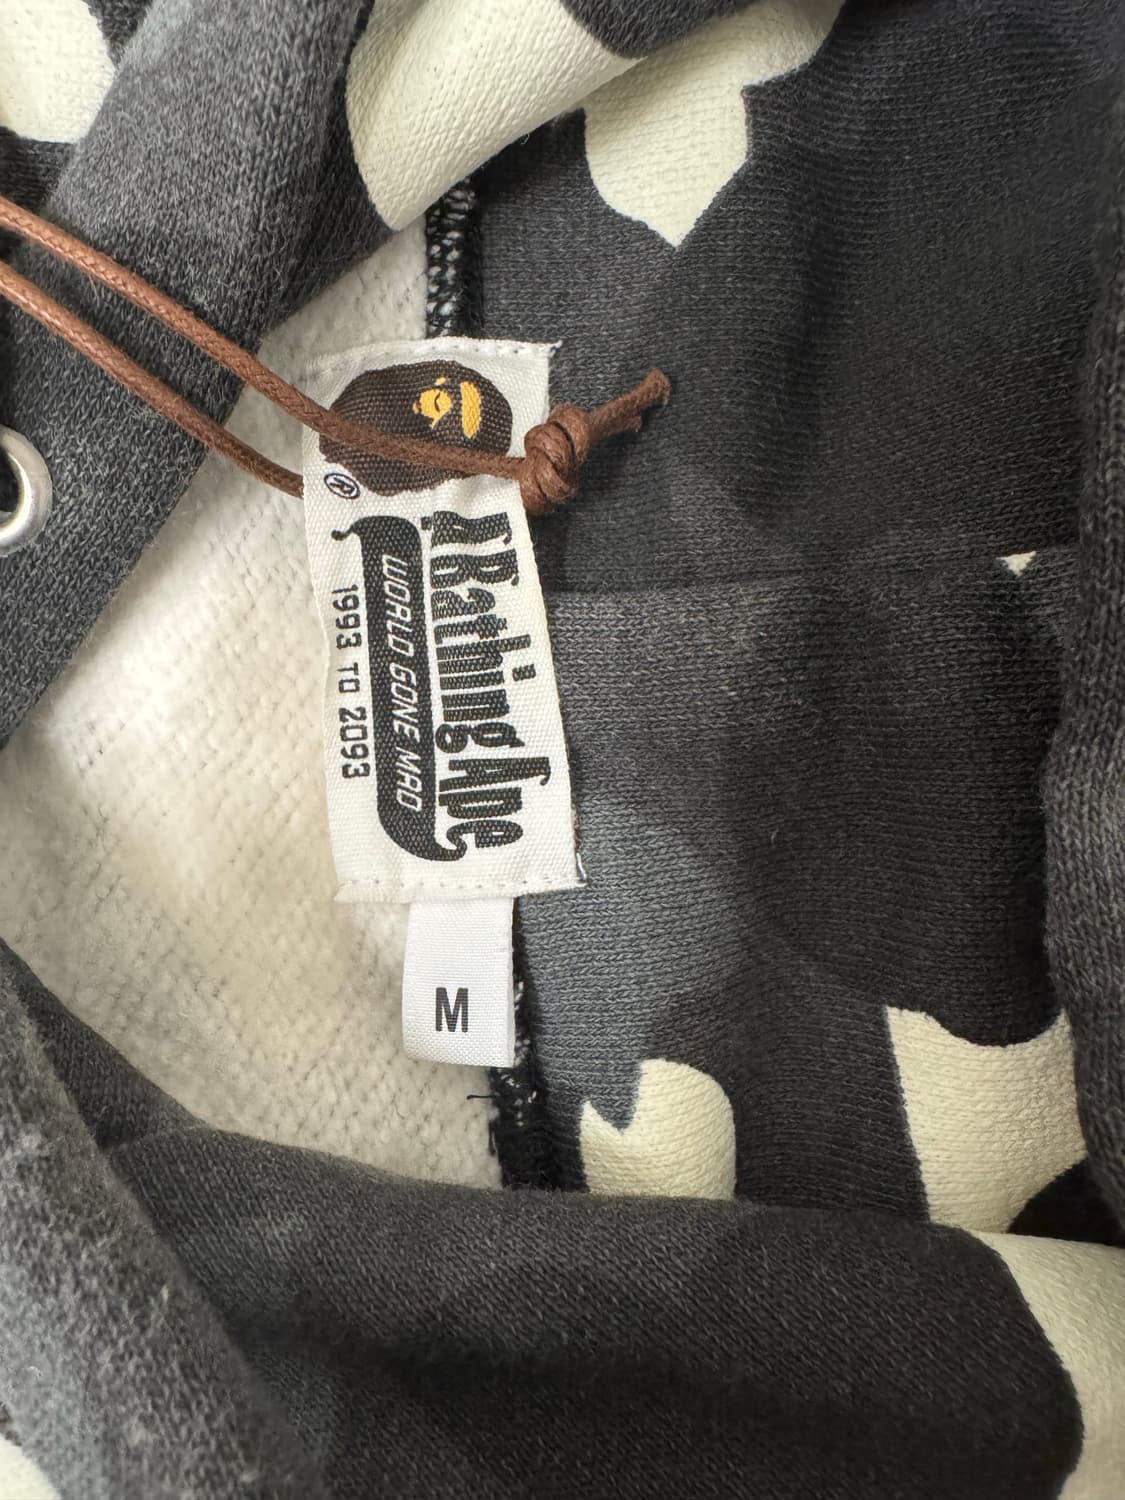 ®
A Bathing Ape
WORLD GONE MAD
1993 TO 2093
M